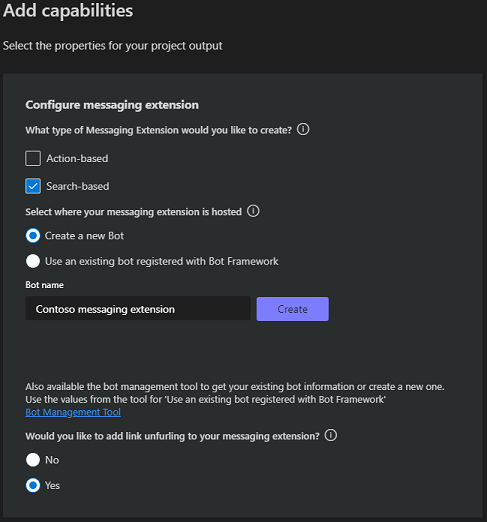 Add capabilities
Select the properties for your project output
Configure messaging extension
What type of Messaging Extension would you like to create?
Action-based
Search-based
Select where your messaging extension is hosted
Create a new Bot
Use an existing bot registered with Bot Framework
Bot name
Contoso messaging extension
Create
Also available the bot management tool to get your existing bot information or create a new one.
Use the values from the tool for 'Use an existing bot registered with Bot Framework'
Bot Management Tool
Would you like to add link unfurling to your messaging extension?
No
Yes